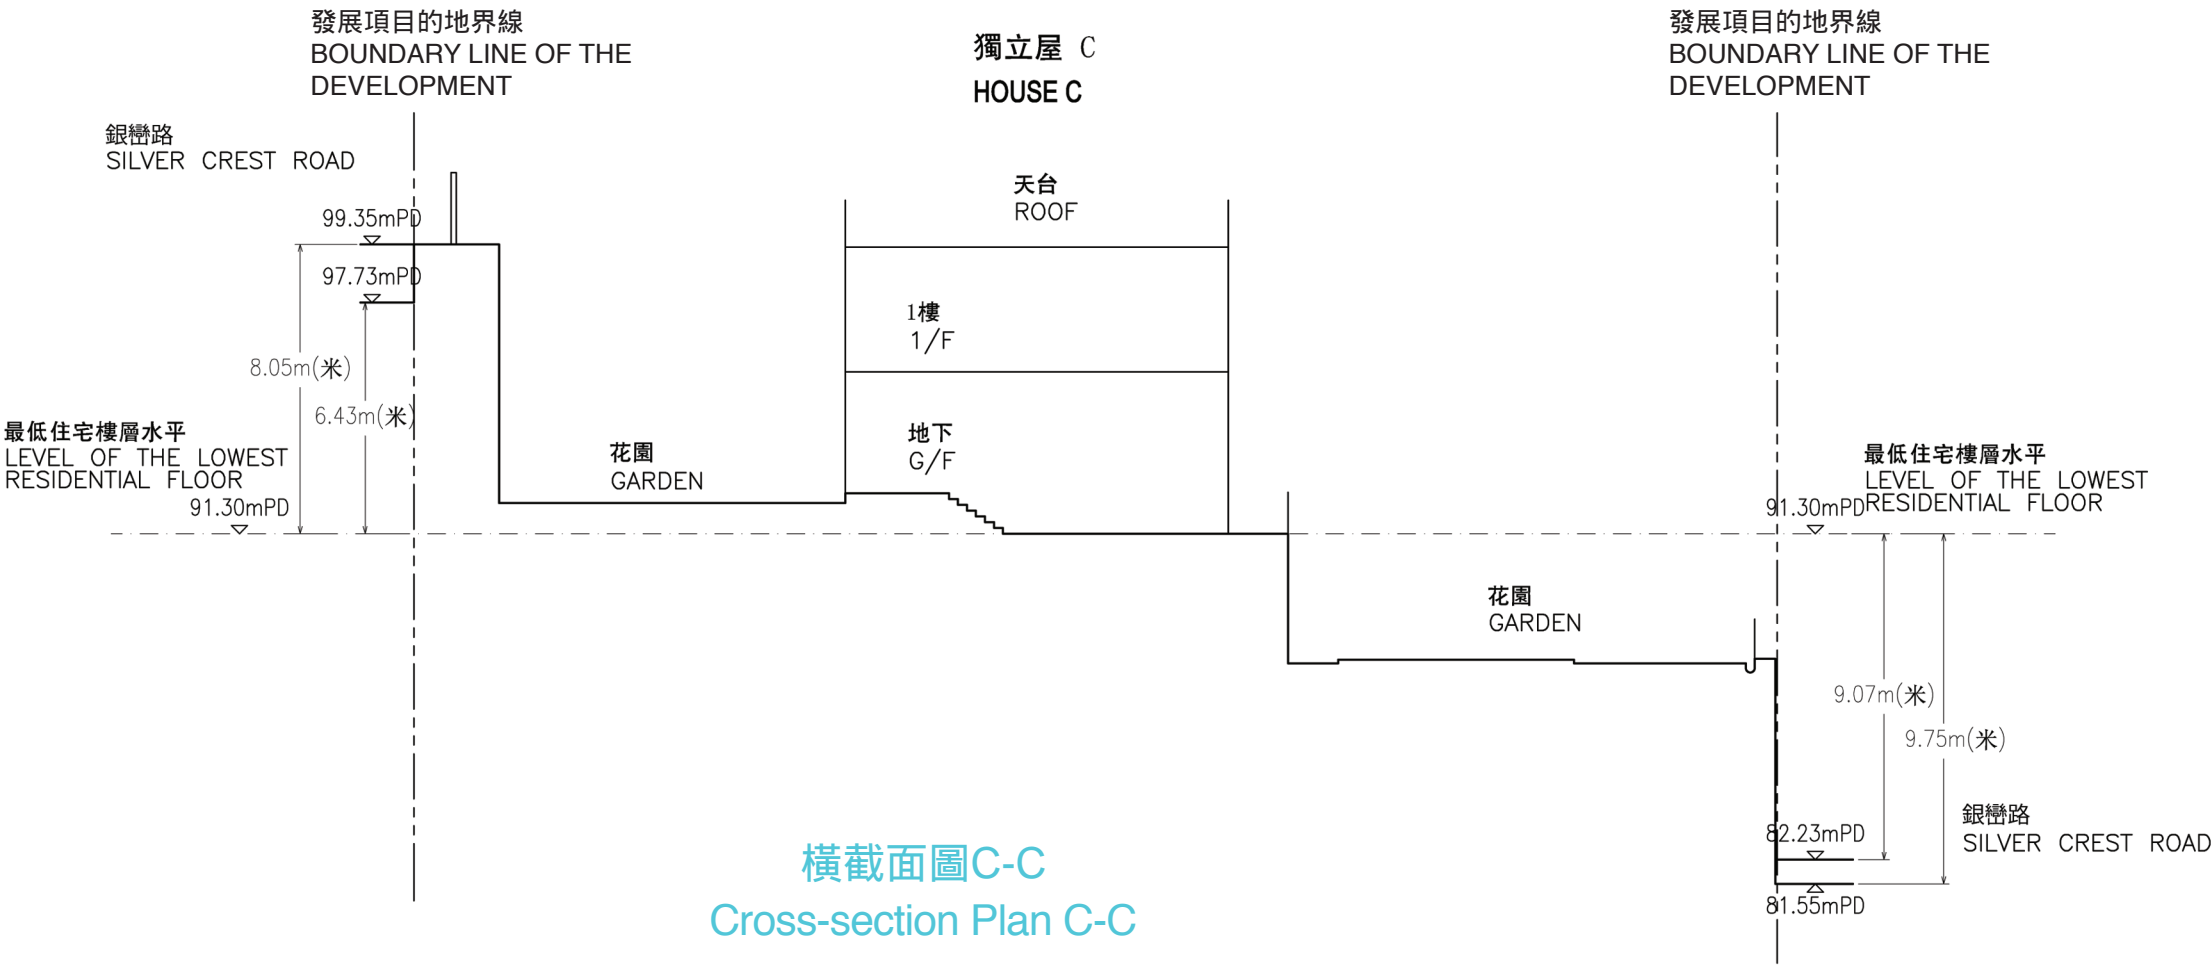 發展項目的地界線
BOUNDARY LINE OF THE
DEVELOPMENT
獨立屋 C
HOUSE C
發展項目的地界線
BOUNDARY LINE OF THE
DEVELOPMENT
銀巒路
SILVER CREST ROAD
天台
ROOF
99.35mPD
97.73mPD
1樓
1/F
8.05m(米)
6.43m(米)
最低住宅樓層水平
LEVEL OF THE LOWEST
RESIDENTIAL FLOOR
91.30mPD
花園
GARDEN
地下
G/F
最低住宅樓層水平
LEVEL OF THE LOWEST
RESIDENTIAL FLOOR
91.30mPD
花園
GARDEN
9.07m(米)
9.75m(米)
銀巒路
SILVER CREST ROAD
82.23mPD
81.55mPD
橫截面圖C-C
Cross-section Plan C-C